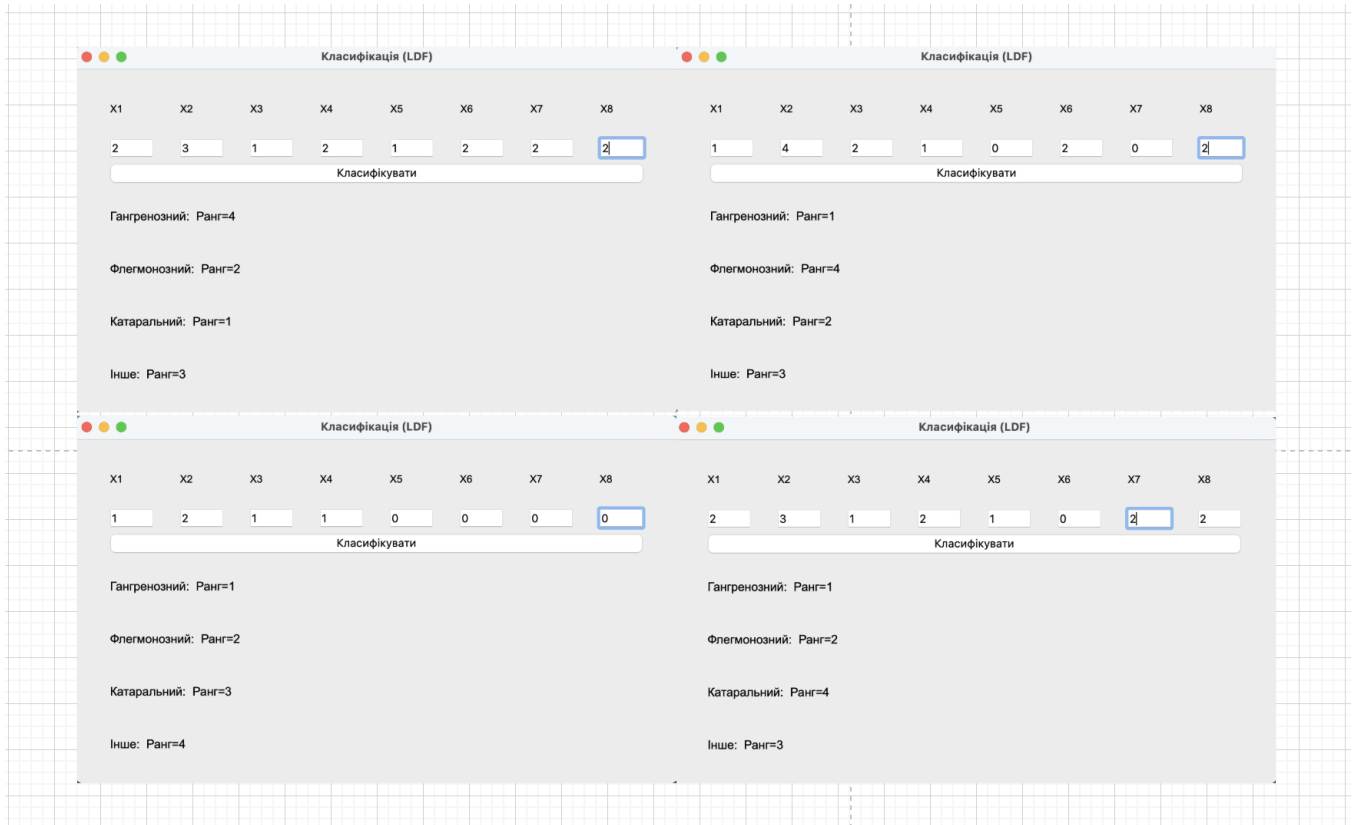 Класифікація (LDF)
X1 X2 X3 X4 X5 X6 X7 X8
2 3 1 2 1 2 2 2
Класифікувати
Гангренозний: Ранг=4
Флегмонозний: Ранг=2
Катаральний: Ранг=1
Інше: Ранг=3
Класифікація (LDF)
X1 X2 X3 X4 X5 X6 X7 X8
1 4 2 1 0 2 0 2
Класифікувати
Гангренозний: Ранг=1
Флегмонозний: Ранг=4
Катаральний: Ранг=2
Інше: Ранг=3
Класифікація (LDF)
X1 X2 X3 X4 X5 X6 X7 X8
1 2 1 1 0 0 0 0
Класифікувати
Гангренозний: Ранг=1
Флегмонозний: Ранг=2
Катаральний: Ранг=3
Інше: Ранг=4
Класифікація (LDF)
X1 X2 X3 X4 X5 X6 X7 X8
2 3 1 2 1 0 2 2
Класифікувати
Гангренозний: Ранг=1
Флегмонозний: Ранг=2
Катаральний: Ранг=4
Інше: Ранг=3